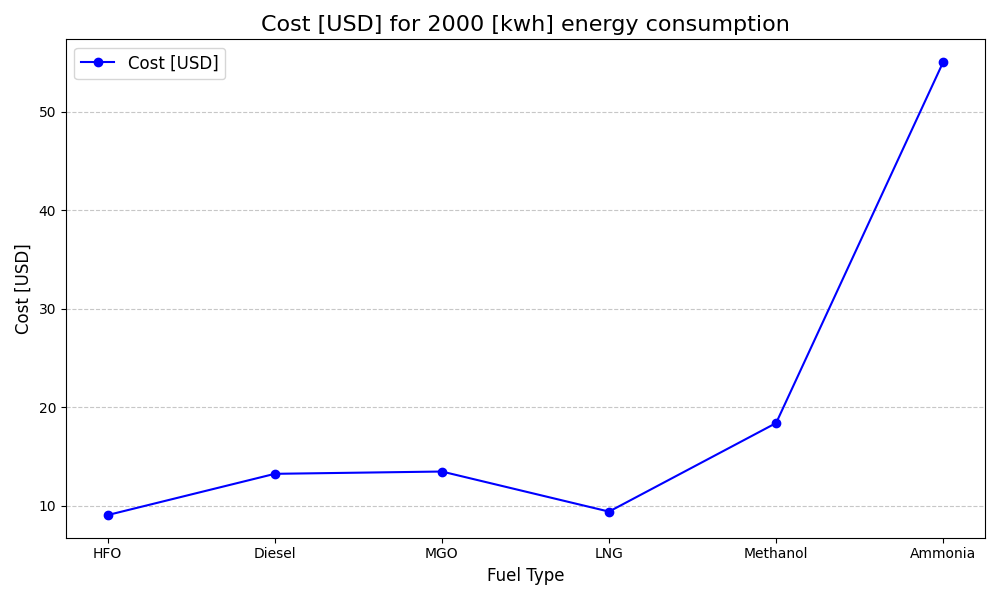 Cost [USD] for 2000 [kwh] energy consumption
Cost [USD]
50
40
30
20
10
Cost [USD]
HFO Diesel MGO LNG Methanol Ammonia
Fuel Type